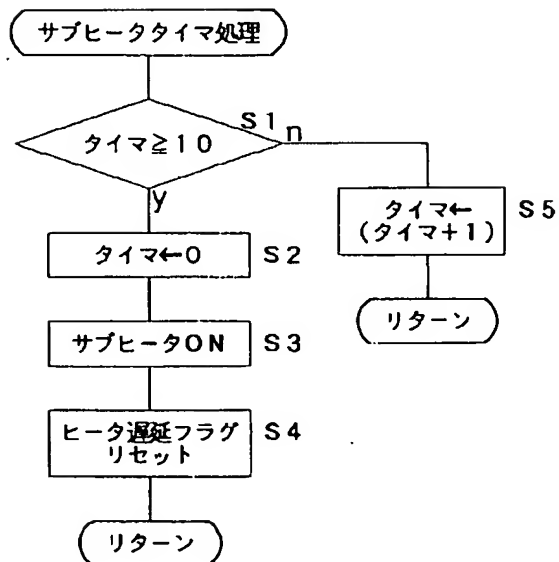 サブヒータタイマ処理
S1
n
タイマ≧10
y
タイマ←
(タイマ+1)
S5
タイマ←0
S2
リターン
サブヒータON
S3
ヒータ遅延フラグ
リセット
S4
リターン